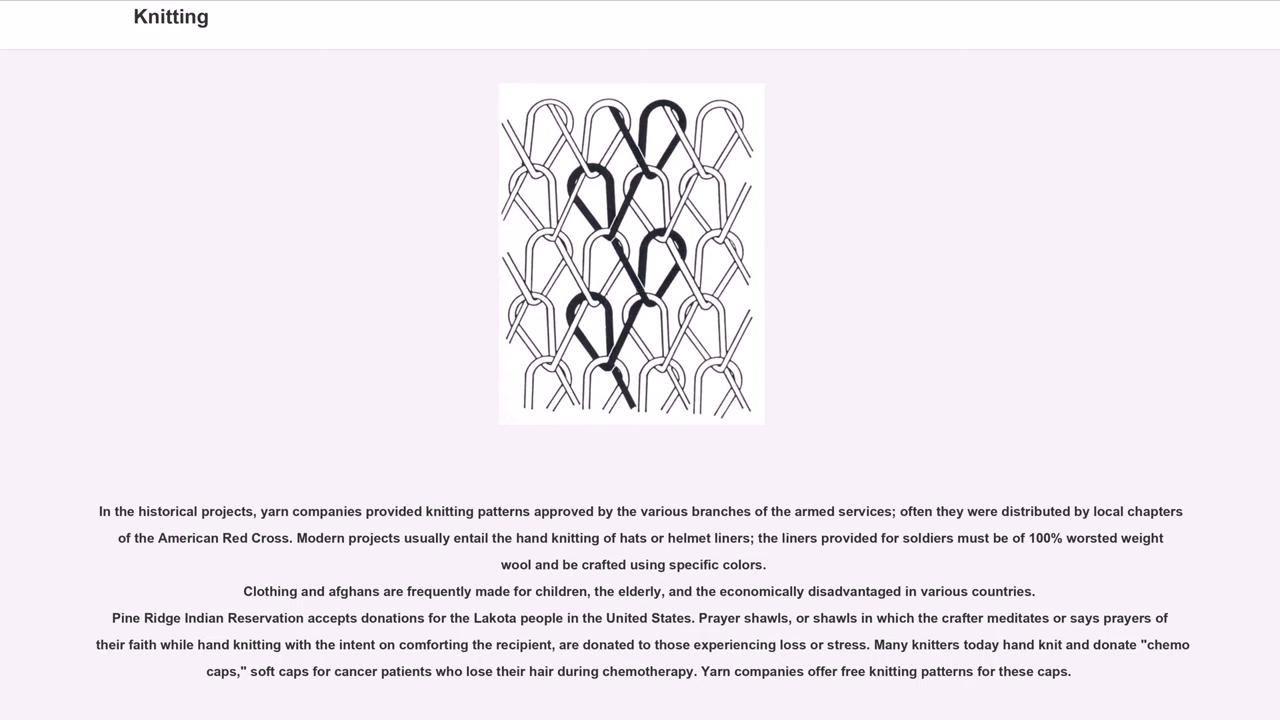 Knitting
In the historical projects, yarn companies provided knitting patterns approved by the various branches of the armed services; often they were distributed by local chapters
of the American Red Cross. Modern projects usually entail the hand knitting of hats or helmet liners; the liners provided for soldiers must be of 100% worsted weight
wool and be crafted using specific colors.
Clothing and afghans are frequently made for children, the elderly, and the economically disadvantaged in various countries.
Pine Ridge Indian Reservation accepts donations for the Lakota people in the United States. Prayer shawls, or shawls in which the crafter meditates or says prayers of
their faith while hand knitting with the intent on comforting the recipient, are donated to those experiencing loss or stress. Many knitters today hand knit and donate "chemo
caps," soft caps for cancer patients who lose their hair during chemotherapy. Yarn companies offer free knitting patterns for these caps.